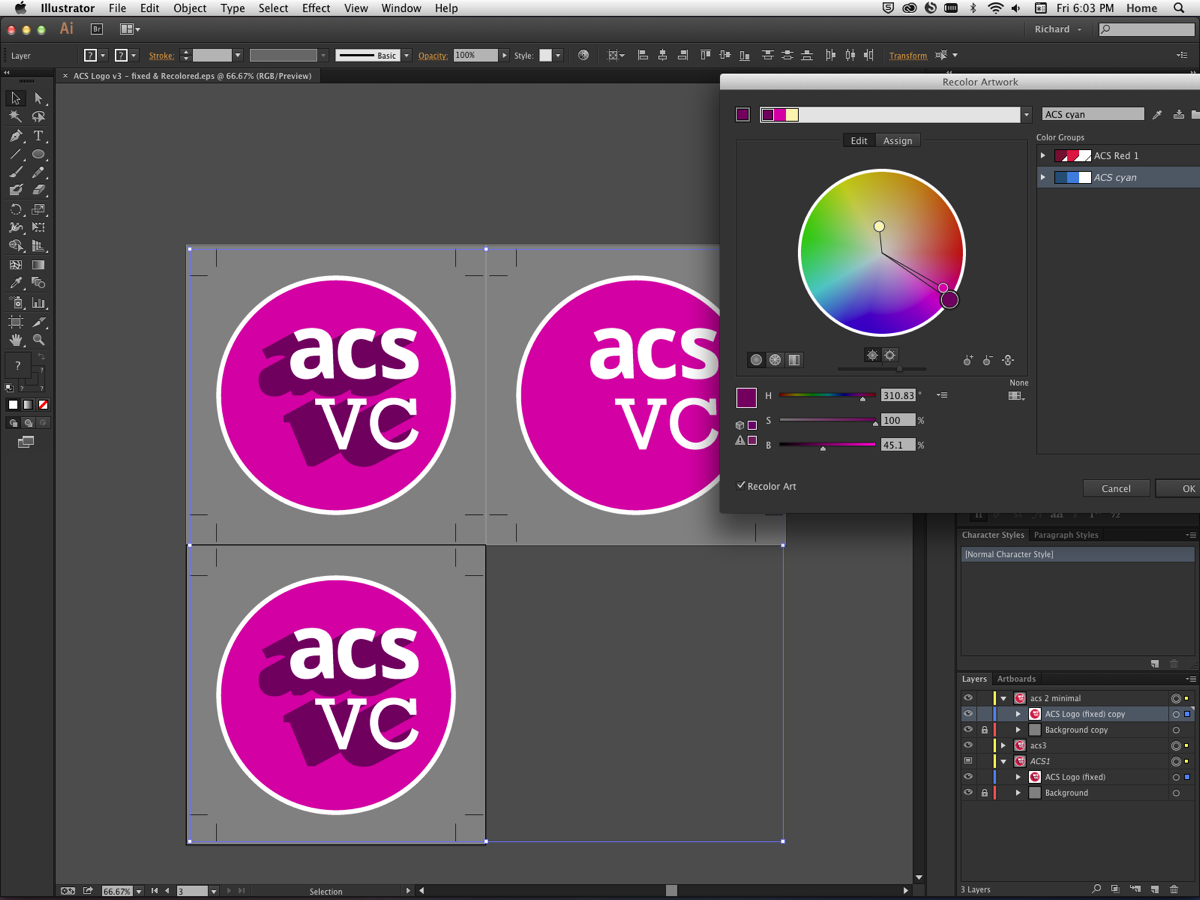 Illustrator File Edit Object Type Select Effect View Window Help Fri 6:03 PM Home
Ai Br Richard
Layer ? ? Stroke: Basic Opacity: 100% Style: Transform
× ACS Logo v3 - fixed & Recolored.eps @ 66.67% (RGB/Preview)
Recolor Artwork
ACS cyan
Edit Assign
Color Groups
ACS Red 1
ACS cyan
None
H 310.83 °
S 100 %
B 45.1 %
Recolor Art
Cancel OK
acs
VC
acs
VC
acs
VC
?
Character Styles Paragraph Styles
[Normal Character Style]
Layers Artboards
acs 2 minimal
ACS Logo (fixed) copy
Background copy
acs3
ACS1
ACS Logo (fixed)
Background
3 Layers
66.67% 3 Selection